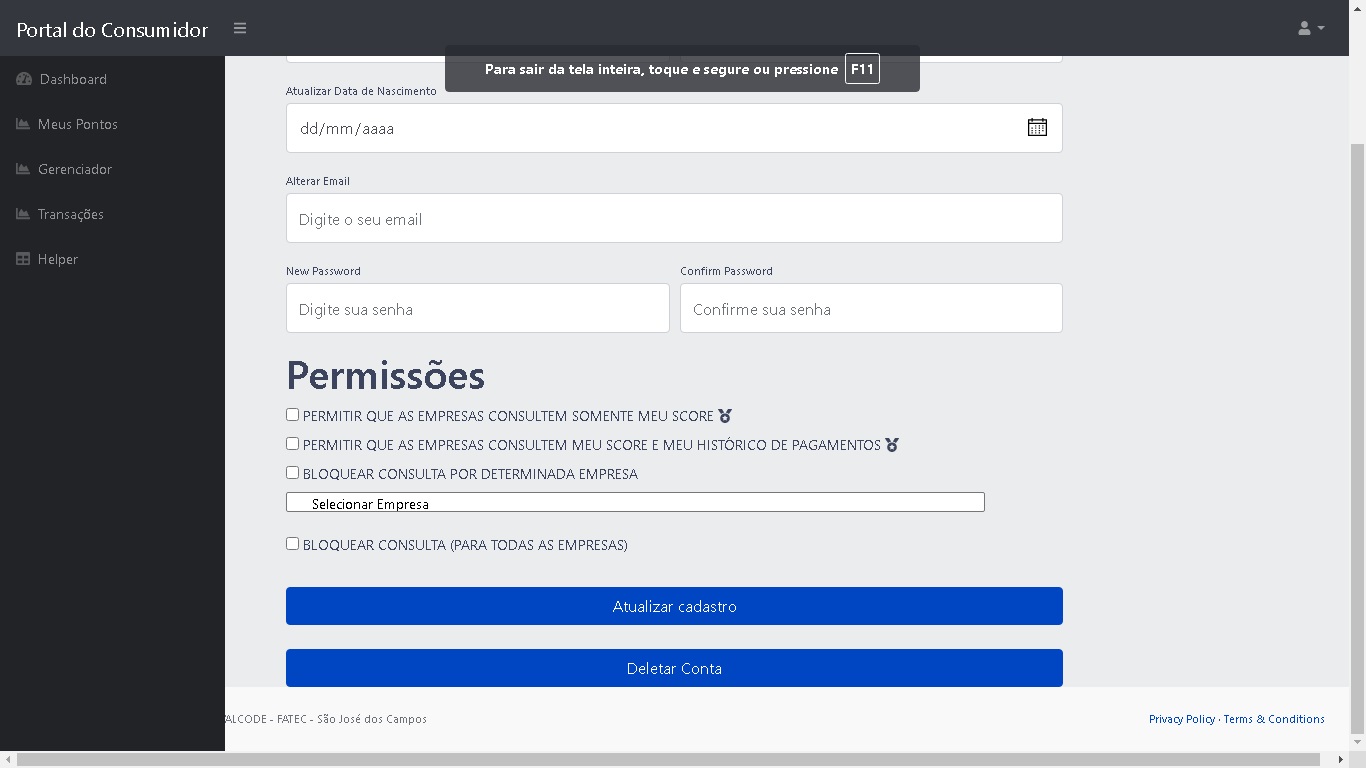 Portal do Consumidor
Para sair da tela inteira, toque e segure ou pressione F11
Dashboard
Meus Pontos
Gerenciador
Transações
Helper
Atualizar Data de Nascimento
dd/mm/aaaa
Alterar Email
Digite o seu email
New Password Confirm Password
Digite sua senha Confirme sua senha
Permissões
PERMITIR QUE AS EMPRESAS CONSULTEM SOMENTE MEU SCORE
PERMITIR QUE AS EMPRESAS CONSULTEM MEU SCORE E MEU HISTÓRICO DE PAGAMENTOS
BLOQUEAR CONSULTA POR DETERMINADA EMPRESA
Selecionar Empresa
BLOQUEAR CONSULTA (PARA TODAS AS EMPRESAS)
Atualizar cadastro
Deletar Conta
ALCODE - FATEC - São José dos Campos
Privacy Policy · Terms & Conditions